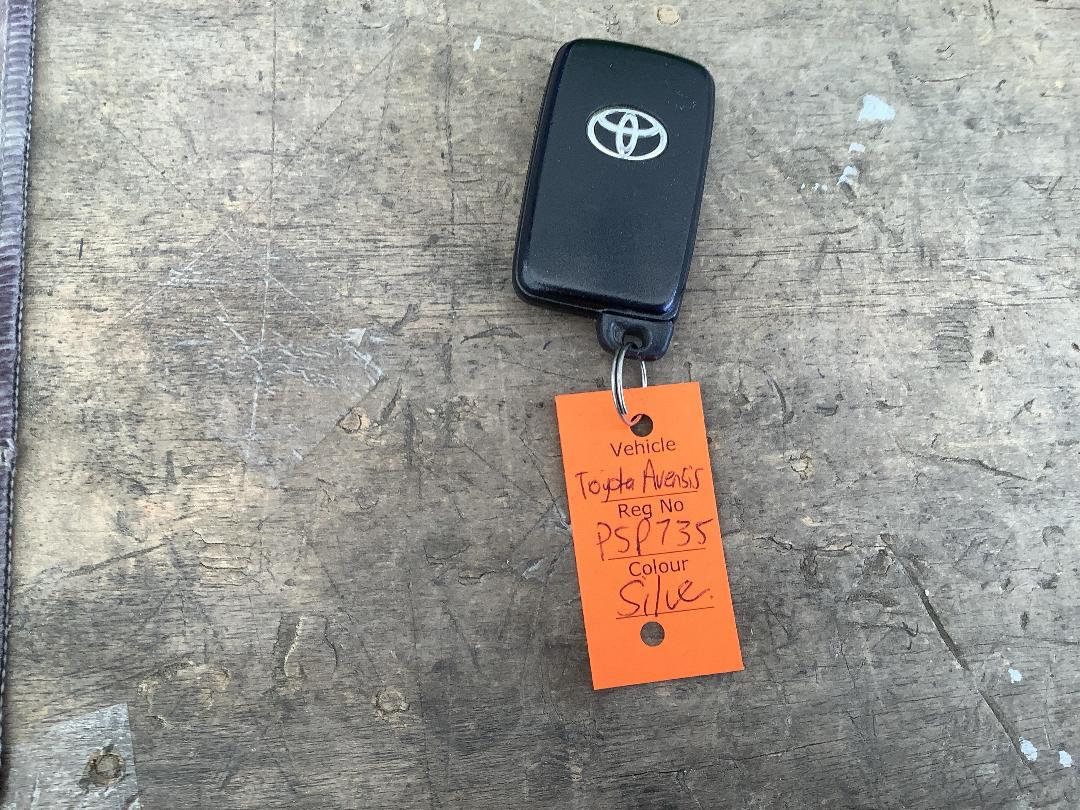 Vehicle
Toyota Avensis
Reg No
PSP735
Colour
Silve.